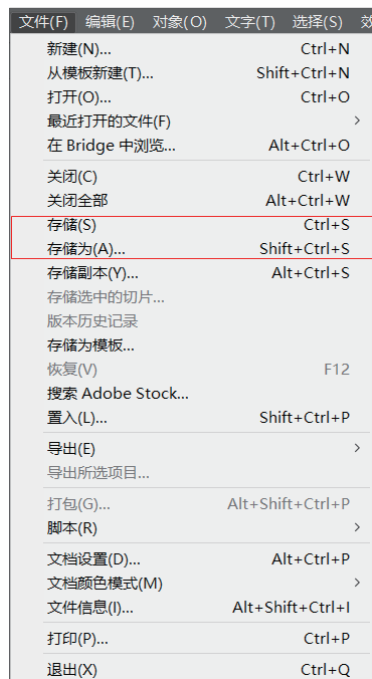 文件(F) 编辑(E) 对象(O) 文字(T) 选择(S)
新建(N)... Ctrl+N
从模板新建(T)... Shift+Ctrl+N
打开(O)... Ctrl+O
最近打开的文件(F) >
在 Bridge 中浏览... Alt+Ctrl+O
关闭(C) Ctrl+W
关闭全部 Alt+Ctrl+W
存储(S) Ctrl+S
存储为(A)... Shift+Ctrl+S
存储副本(Y)... Alt+Ctrl+S
存储选中的切片...
版本历史记录
存储为模板...
恢复(V) F12
搜索 Adobe Stock...
置入(L)... Shift+Ctrl+P
导出(E) >
导出所选项目...
打包(G)... Alt+Shift+Ctrl+P
脚本(R) >
文档设置(D)... Alt+Ctrl+P
文档颜色模式(M) >
文件信息(I)... Alt+Shift+Ctrl+I
打印(P)... Ctrl+P
退出(X) Ctrl+Q